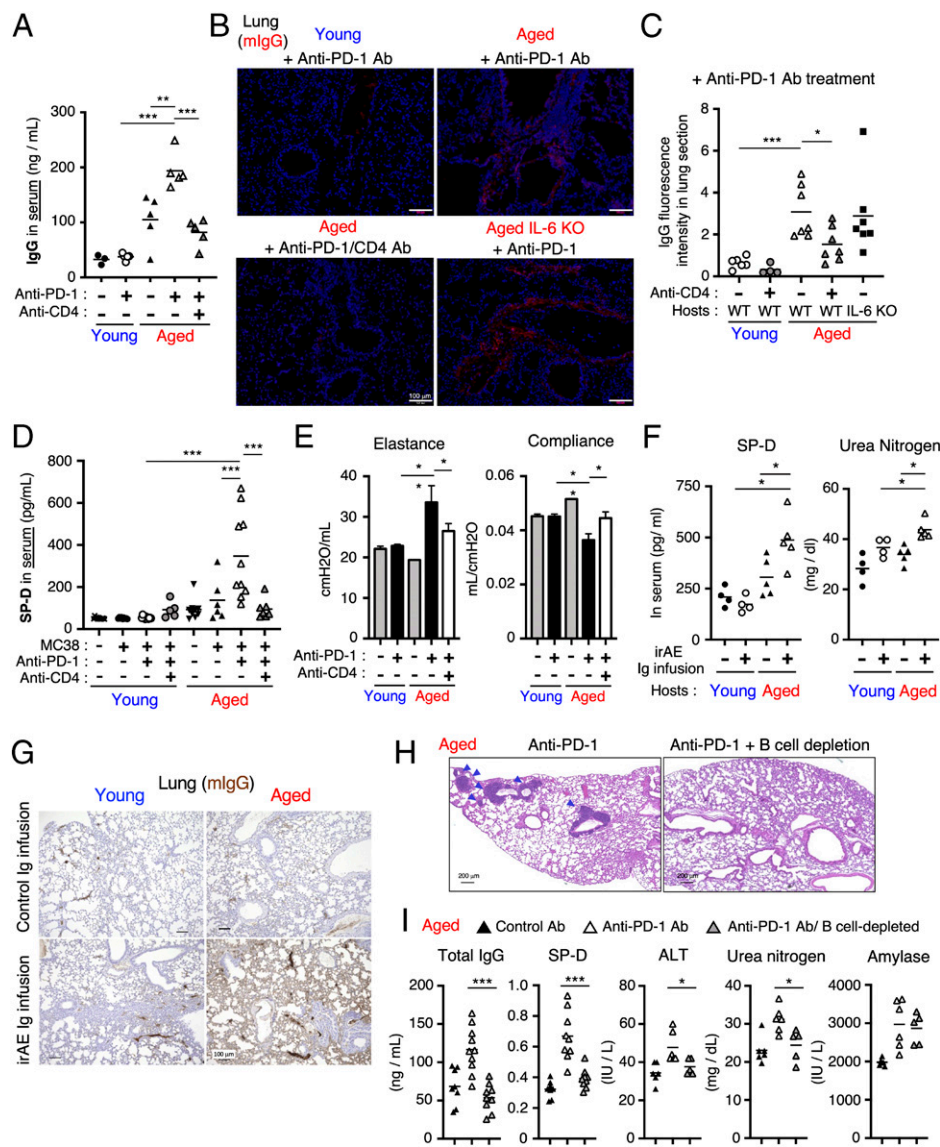 A
IgG in serum (ng / mL)
300
200
100
0
**
***
***
Anti-PD-1 : - + - + +
Anti-CD4 : - - - - +
Young Aged
B
Lung
(mIgG)
Young
+ Anti-PD-1 Ab
Aged
+ Anti-PD-1 Ab
Aged
+ Anti-PD-1/CD4 Ab
Aged IL-6 KO
+ Anti-PD-1
100 μm
C
+ Anti-PD-1 Ab treatment
IgG fluorescence
intensity in lung section
8
6
4
2
0
***
*
Anti-CD4 : - + - + -
Hosts : WT WT WT WT IL-6 KO
Young Aged
D
SP-D in serum (pg/mL)
800
600
400
200
0
***
***
***
MC38 - + + + - + + +
Anti-PD-1 - - + + - - + +
Anti-CD4 - - - + - - - +
Young Aged
E
Elastance
cmH2O/mL
60
40
20
0
*
*
*
Compliance
mL/cmH2O
0.06
0.04
0.02
0.00
*
*
*
Anti-PD-1 : - + - + + - + - + +
Anti-CD4 : - - - - + - - - - +
Young Aged Young Aged
F
SP-D
In serum (pg/ ml)
750
500
250
0
*
*
Urea Nitrogen
(mg / dl)
60
40
20
0
*
*
irAE
Ig infusion - + - + - + - +
Hosts : Young Aged Young Aged
G
Lung (mIgG)
Young Aged
Control Ig infusion
irAE Ig infusion
100 μm
H
Aged Anti-PD-1 Anti-PD-1 + B cell depletion
200 μm
200 μm
I
Aged Control Ab Anti-PD-1 Ab Anti-PD-1 Ab/ B cell-depleted
Total IgG
(ng / mL)
200
150
100
50
0
***
SP-D
1.0
0.8
0.6
0.4
0.2
0
***
ALT
(IU / L)
80
60
40
20
0
*
Urea nitrogen
(mg / dL)
40
30
20
10
0
*
Amylase
(IU / L)
4000
3000
2000
1000
0